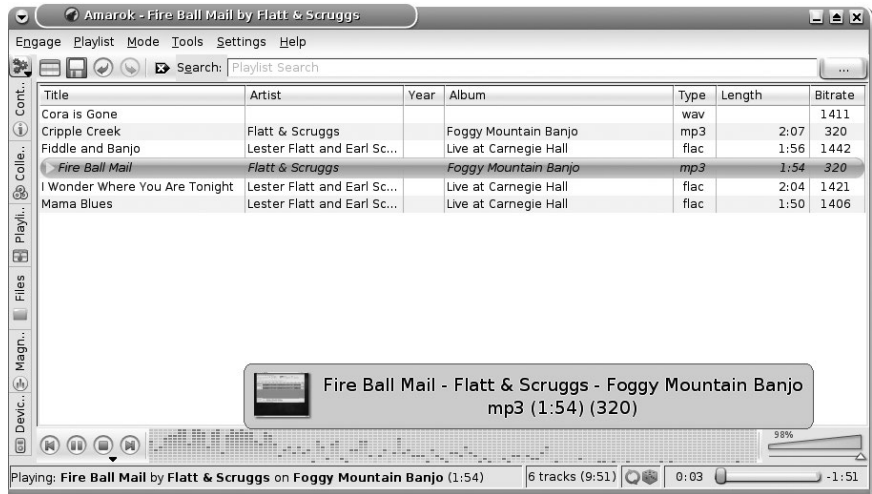 Amarok - Fire Ball Mail by Flatt & Scruggs
Engage Playlist Mode Tools Settings Help
Search: Playlist Search ...
Title Artist Year Album Type Length Bitrate
Cora is Gone wav 1411
Cripple Creek Flatt & Scruggs Foggy Mountain Banjo mp3 2:07 320
Fiddle and Banjo Lester Flatt and Earl Sc... Live at Carnegie Hall flac 1:56 1442
Fire Ball Mail Flatt & Scruggs Foggy Mountain Banjo mp3 1:54 320
I Wonder Where You Are Tonight Lester Flatt and Earl Sc... Live at Carnegie Hall flac 2:04 1421
Mama Blues Lester Flatt and Earl Sc... Live at Carnegie Hall flac 1:50 1406
Cont..
Colle..
Playli..
Files
Magn..
Devic..
Fire Ball Mail - Flatt & Scruggs - Foggy Mountain Banjo
mp3 (1:54) (320)
98%
Playing: Fire Ball Mail by Flatt & Scruggs on Foggy Mountain Banjo (1:54) 6 tracks (9:51) 0:03 -1:51